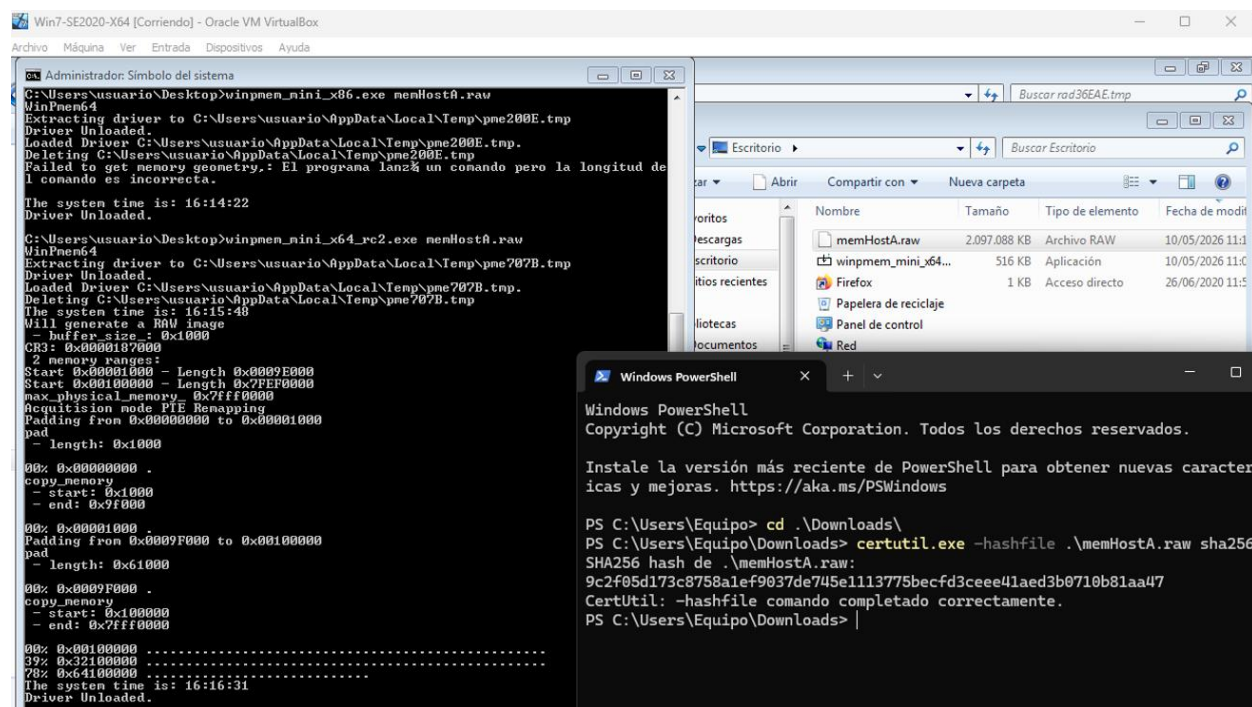 Win7-SE2020-X64 [Corriendo] - Oracle VM VirtualBox
Archivo Máquina Ver Entrada Dispositivos Ayuda
Administrador: Símbolo del sistema
C:\Users\usuario\Desktop>winpmem_mini_x86.exe memHostA.raw
WinPmem64
Extracting driver to C:\Users\usuario\AppData\Local\Temp\pme200E.tmp
Driver Unloaded.
Loaded Driver C:\Users\usuario\AppData\Local\Temp\pme200E.tmp.
Deleting C:\Users\usuario\AppData\Local\Temp\pme200E.tmp
Failed to get memory geometry,: El programa lanz¾ un comando pero la longitud de
l comando es incorrecta.
The system time is: 16:14:22
Driver Unloaded.
C:\Users\usuario\Desktop>winpmem_mini_x64_rc2.exe memHostA.raw
WinPmem64
Extracting driver to C:\Users\usuario\AppData\Local\Temp\pme707B.tmp
Driver Unloaded.
Loaded Driver C:\Users\usuario\AppData\Local\Temp\pme707B.tmp.
Deleting C:\Users\usuario\AppData\Local\Temp\pme707B.tmp
The system time is: 16:15:48
Will generate a RAW image
- buffer_size_: 0x1000
CR3: 0x0000187000
2 memory ranges:
Start 0x00001000 - Length 0x0009E000
Start 0x00100000 - Length 0x7FEF0000
max_physical_memory_ 0x7fff0000
Acquitision mode PTE Remapping
Padding from 0x00000000 to 0x00001000
pad
- length: 0x1000
00% 0x00000000 .
copy_memory
- start: 0x1000
- end: 0x9f000
00% 0x00001000 .
Padding from 0x0009F000 to 0x00100000
pad
- length: 0x61000
00% 0x0009F000 .
copy_memory
- start: 0x100000
- end: 0x7fff0000
00% 0x00100000 ..................................................
39% 0x32100000 ..................................................
78% 0x64100000 ............................
The system time is: 16:16:31
Driver Unloaded.
Buscar rad36EAE.tmp
Escritorio
Buscar Escritorio
zar Abrir Compartir con Nueva carpeta
Nombre Tamaño Tipo de elemento Fecha de modif
memHostA.raw 2.097.088 KB Archivo RAW 10/05/2026 11:1
winpmem_mini_x64... 516 KB Aplicación 10/05/2026 11:0
Firefox 1 KB Acceso directo 26/06/2020 11:5
Papelera de reciclaje
Panel de control
Red
voritos
Descargas
scritorio
itios recientes
liotecas
Documentos
Windows PowerShell
Windows PowerShell
Copyright (C) Microsoft Corporation. Todos los derechos reservados.
Instale la versión más reciente de PowerShell para obtener nuevas caracter
icas y mejoras. https://aka.ms/PSWindows
PS C:\Users\Equipo> cd .\Downloads\
PS C:\Users\Equipo\Downloads> certutil.exe -hashfile .\memHostA.raw sha256
SHA256 hash de .\memHostA.raw:
9c2f05d173c8758a1ef9037de745e1113775becfd3ceee41aed3b0710b81aa47
CertUtil: -hashfile comando completado correctamente.
PS C:\Users\Equipo\Downloads>